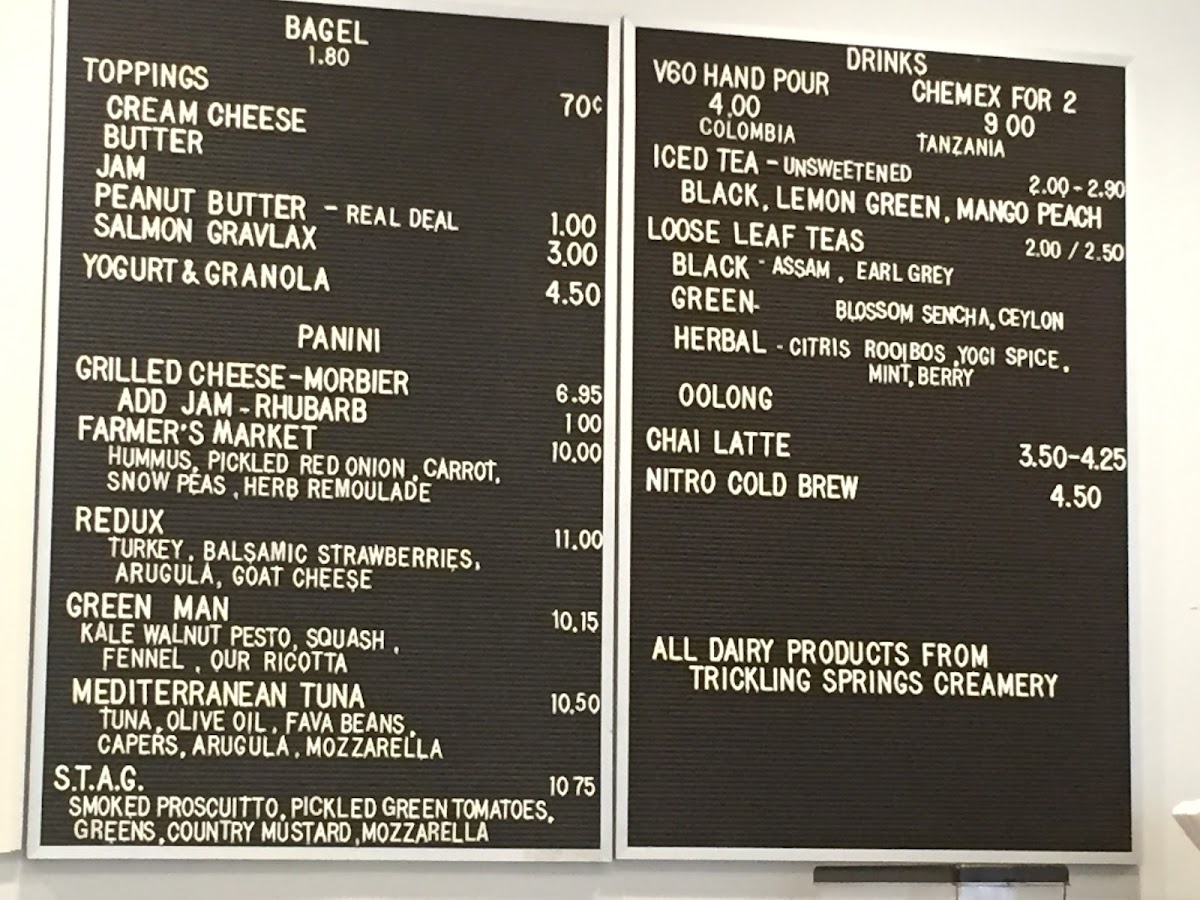 BAGEL
1.80
TOPPINGS
CREAM CHEESE 70¢
BUTTER
JAM
PEANUT BUTTER - REAL DEAL 1.00
SALMON GRAVLAX 3.00
YOGURT & GRANOLA 4.50
PANINI
GRILLED CHEESE-MORBIER 6.95
ADD JAM-RHUBARB 1 00
FARMER'S MARKET 10.00
HUMMUS, PICKLED RED ONION, CARROT,
SNOW PEAS, HERB REMOULADE
REDUX 11.00
TURKEY, BALSAMIC STRAWBERRIES,
ARUGULA, GOAT CHEESE
GREEN MAN 10.15
KALE WALNUT PESTO, SQUASH,
FENNEL, OUR RICOTTA
MEDITERRANEAN TUNA 10.50
TUNA, OLIVE OIL, FAVA BEANS,
CAPERS, ARUGULA, MOZZARELLA
S.T.A.G. 10 75
SMOKED PROSCUITTO, PICKLED GREEN TOMATOES,
GREENS, COUNTRY MUSTARD, MOZZARELLA
DRINKS
V60 HAND POUR CHEMEX FOR 2
4.00 9 00
COLOMBIA TANZANIA
ICED TEA - UNSWEETENED 2.00-2.90
BLACK, LEMON GREEN, MANGO PEACH
LOOSE LEAF TEAS 2.00 / 2.50
BLACK - ASSAM, EARL GREY
GREEN- BLOSSOM SENCHA, CEYLON
HERBAL - CITRIS ROOIBOS, YOGI SPICE,
MINT, BERRY
OOLONG
CHAI LATTE 3.50-4.25
NITRO COLD BREW 4.50
ALL DAIRY PRODUCTS FROM
TRICKLING SPRINGS CREAMERY